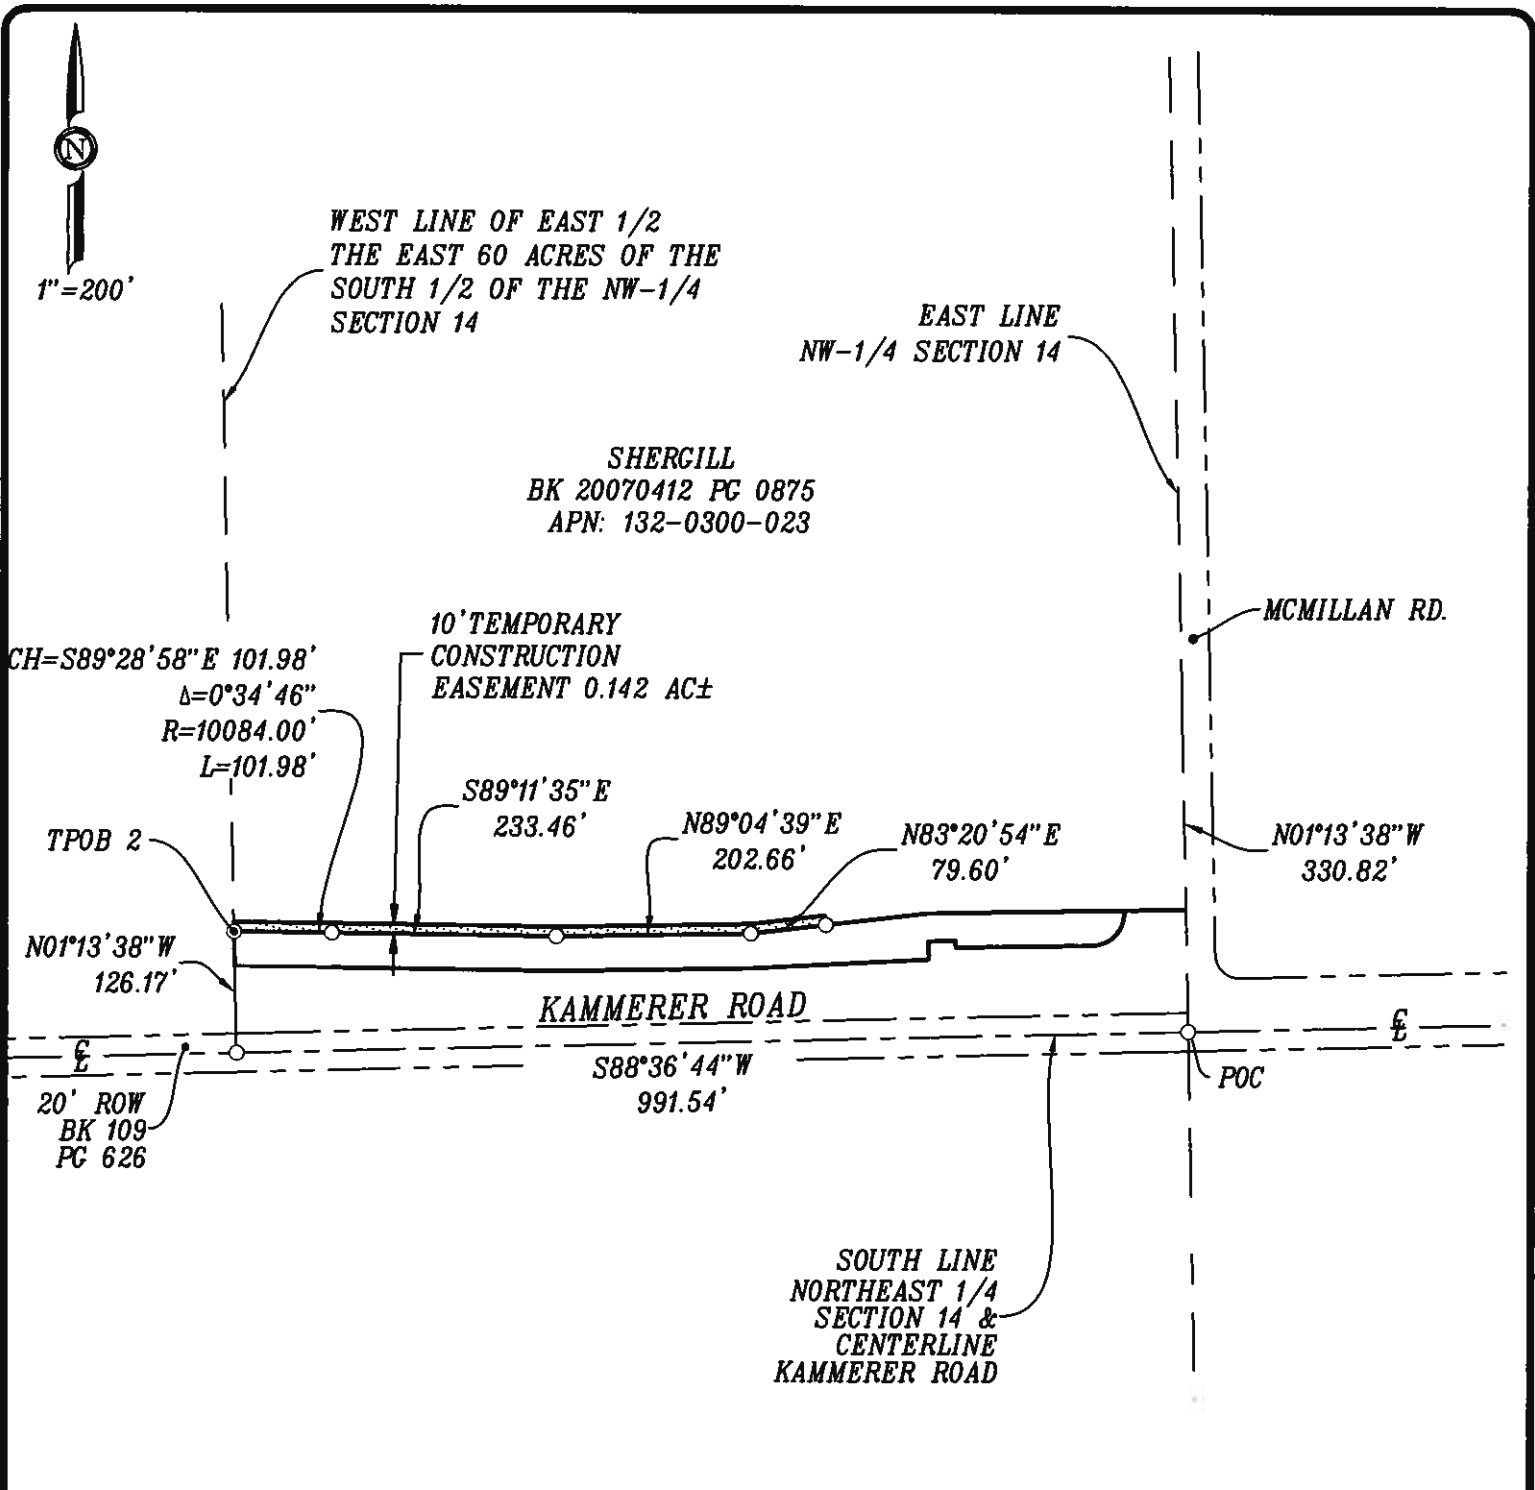 N
1"=200'
WEST LINE OF EAST 1/2
THE EAST 60 ACRES OF THE
SOUTH 1/2 OF THE NW-1/4
SECTION 14
EAST LINE
NW-1/4 SECTION 14
SHERGILL
BK 20070412 PG 0875
APN: 132-0300-023
MCMILLAN RD.
10' TEMPORARY
CONSTRUCTION
EASEMENT 0.142 AC±
CH=S89°28'58"E 101.98'
Δ=0°34'46"
R=10084.00'
L=101.98'
S89°11'35"E
233.46'
N89°04'39"E
202.66'
N83°20'54"E
79.60'
N01°13'38"W
330.82'
TPOB 2
N01°13'38"W
126.17'
KAMMERER ROAD
℄
℄
S88°36'44"W
991.54'
POC
20' ROW
BK 109
PG 626
SOUTH LINE
NORTHEAST 1/4
SECTION 14 &
CENTERLINE
KAMMERER ROAD